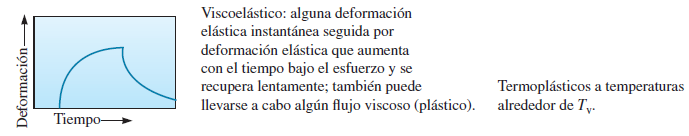 Deformación
Tiempo
Viscoelástico: alguna deformación
elástica instantánea seguida por
deformación elástica que aumenta
con el tiempo bajo el esfuerzo y se
recupera lentamente; también puede
llevarse a cabo algún flujo viscoso (plástico).
Termoplásticos a temperaturas
alrededor de Tᵥ.